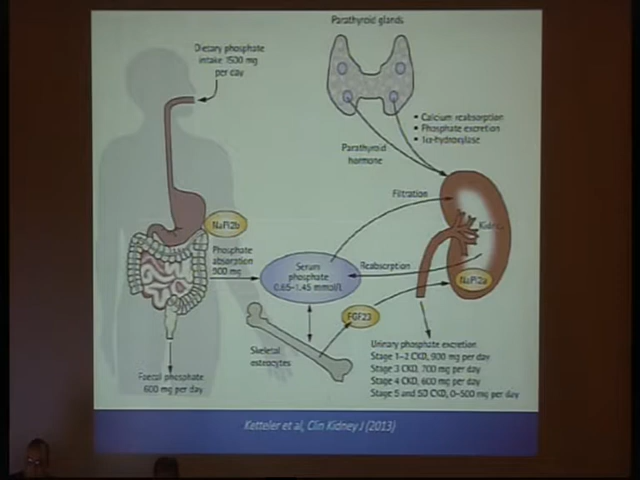 Parathyroid glands
Dietary phosphate
intake 1500 mg
per day
• Calcium reabsorption
• Phosphate excretion
• 1α-hydroxylase
Parathyroid
hormone
Filtration
Kidney
NaPi2b
Phosphate
absorption
900 mg
Serum
phosphate
0.65–1.45 mmol/l
Reabsorption
NaPi2a
FGF23
Skeletal
osteocytes
Urinary phosphate excretion
Stage 1–2 CKD, 900 mg per day
Stage 3 CKD, 700 mg per day
Stage 4 CKD, 600 mg per day
Stage 5 and 5D CKD, 0–500 mg per day
Faecal phosphate
600 mg per day
Ketteler et al, Clin Kidney J (2013)